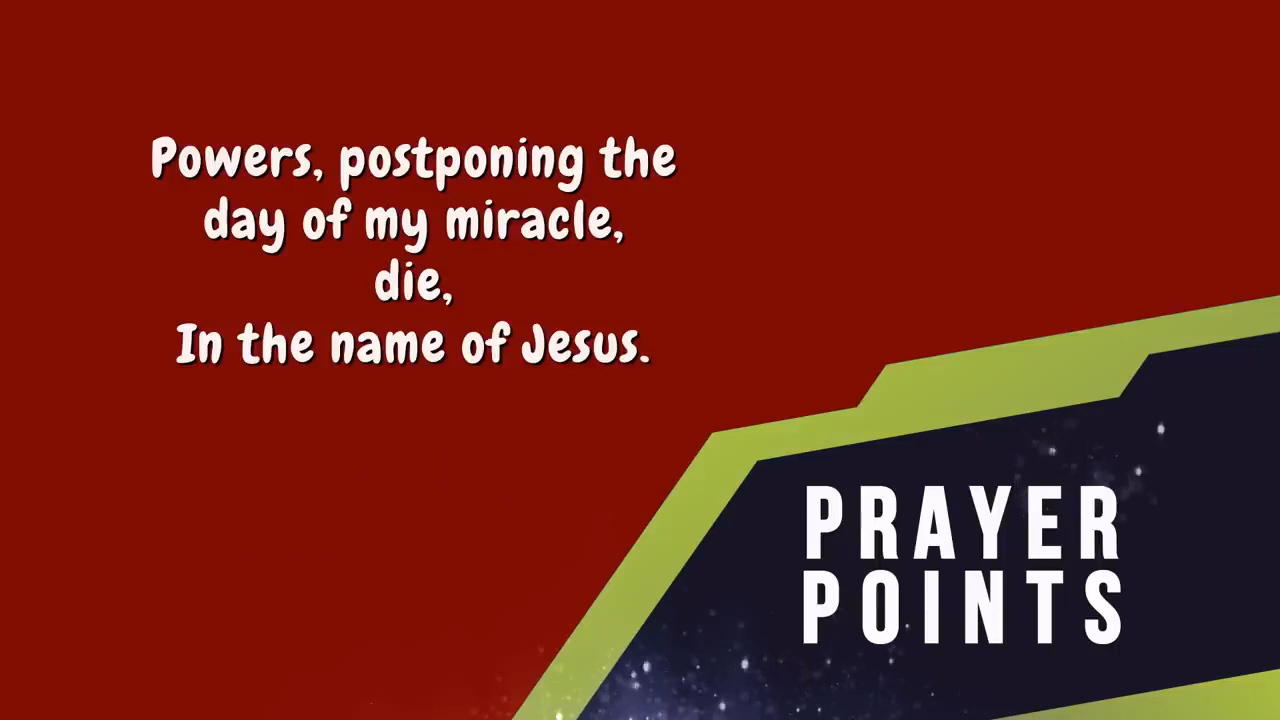 Powers, postponing the
day of my miracle,
die,
In the name of Jesus.
PRAYER
POINTS